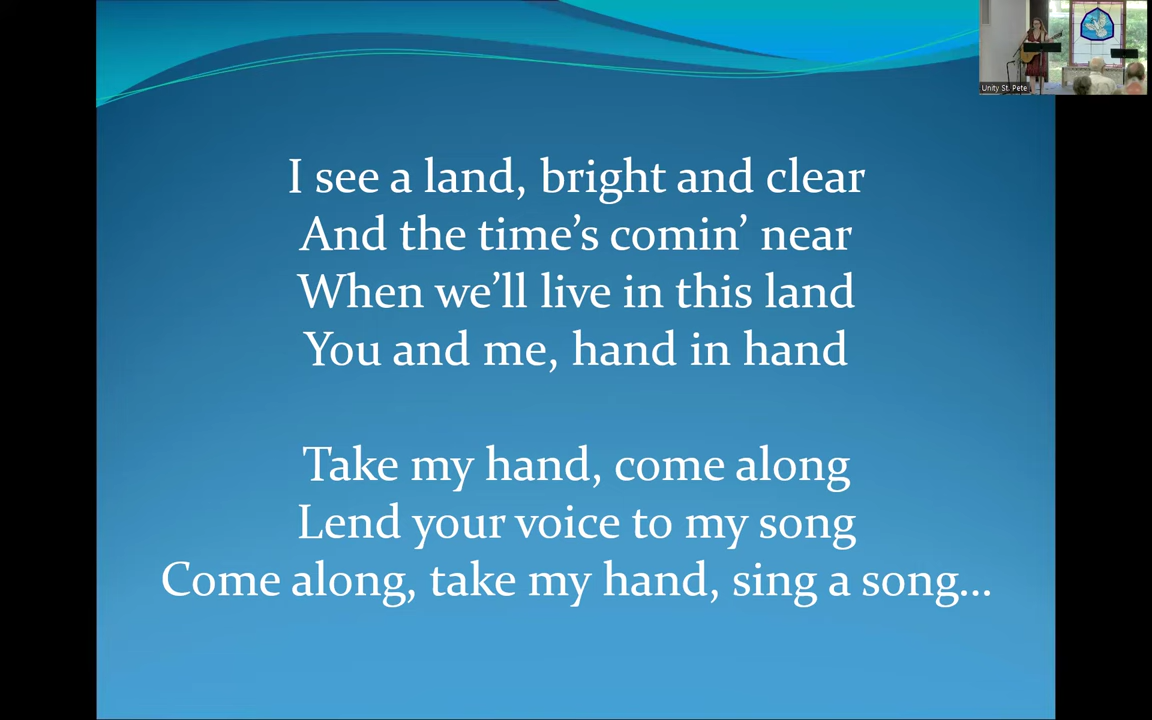 Unity St. Pete
I see a land, bright and clear
And the time’s comin’ near
When we’ll live in this land
You and me, hand in hand
Take my hand, come along
Lend your voice to my song
Come along, take my hand, sing a song...